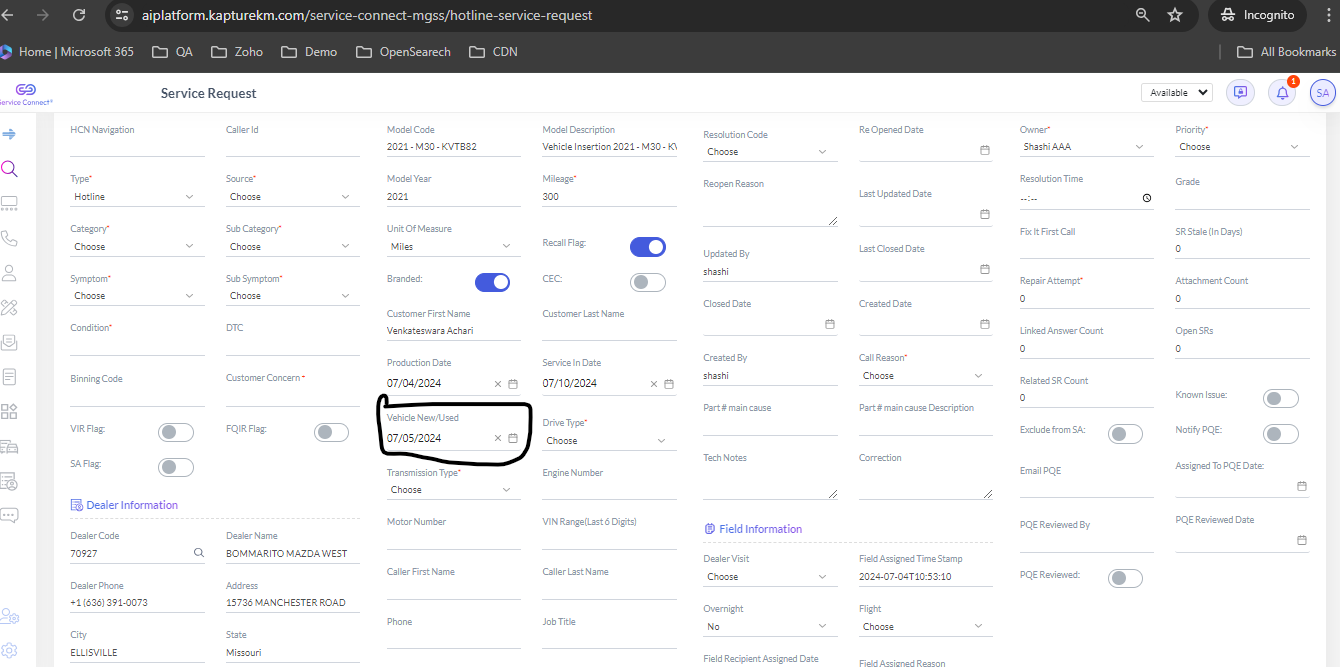 aiplatform.kapturekm.com/service-connect-mgss/hotline-service-request
Incognito
Home | Microsoft 365 QA Zoho Demo OpenSearech CDN All Bookmarks
Service Connect+
Service Request
Available
1
SA
HCN Navigation
Caller Id
Type*
Hotline
Source*
Choose
Category*
Choose
Sub Category*
Choose
Symptom*
Choose
Sub Symptom*
Choose
Condition*
DTC
Binning Code
Customer Concern*
VIR Flag:
FQIR Flag:
SA Flag:
Dealer Information
Dealer Code
70927
Dealer Name
BOMMARITO MAZDA WEST
Dealer Phone
+1 (636) 391-0073
Address
15736 MANCHESTER ROAD
City
ELLISVILLE
State
Missouri
Model Code
2021 - M30 - KVTB82
Model Description
Vehicle Insertion 2021 - M30 - KV
Model Year
2021
Mileage*
300
Unit Of Measure
Miles
Recall Flag:
Branded:
CEC:
Customer First Name
Venkateswara Achari
Customer Last Name
Production Date
07/04/2024
Service In Date
07/10/2024
Vehicle New/Used
07/05/2024
Drive Type*
Choose
Transmission Type*
Choose
Engine Number
Motor Number
VIN Range(Last 6 Digits)
Caller First Name
Caller Last Name
Phone
Job Title
Resolution Code
Choose
Re Opened Date
Reopen Reason
Last Updated Date
Updated By
shashi
Last Closed Date
Closed Date
Created Date
Created By
shashi
Call Reason*
Choose
Part # main cause
Part # main cause Description
Tech Notes
Correction
Field Information
Dealer Visit
Choose
Field Assigned Time Stamp
2024-07-04T10:53:10
Overnight
No
Flight
Choose
Field Recipient Assigned Date
Field Assigned Reason
Owner*
Shashi AAA
Priority*
Choose
Resolution Time
--:--
Grade
Fix It First Call
SR Stale (In Days)
0
Repair Attempt*
0
Attachment Count
0
Linked Answer Count
0
Open SRs
0
Related SR Count
0
Known Issue:
Exclude from SA:
Notify PQE:
Email PQE
Assigned To PQE Date:
PQE Reviewed By
PQE Reviewed Date
PQE Reviewed: